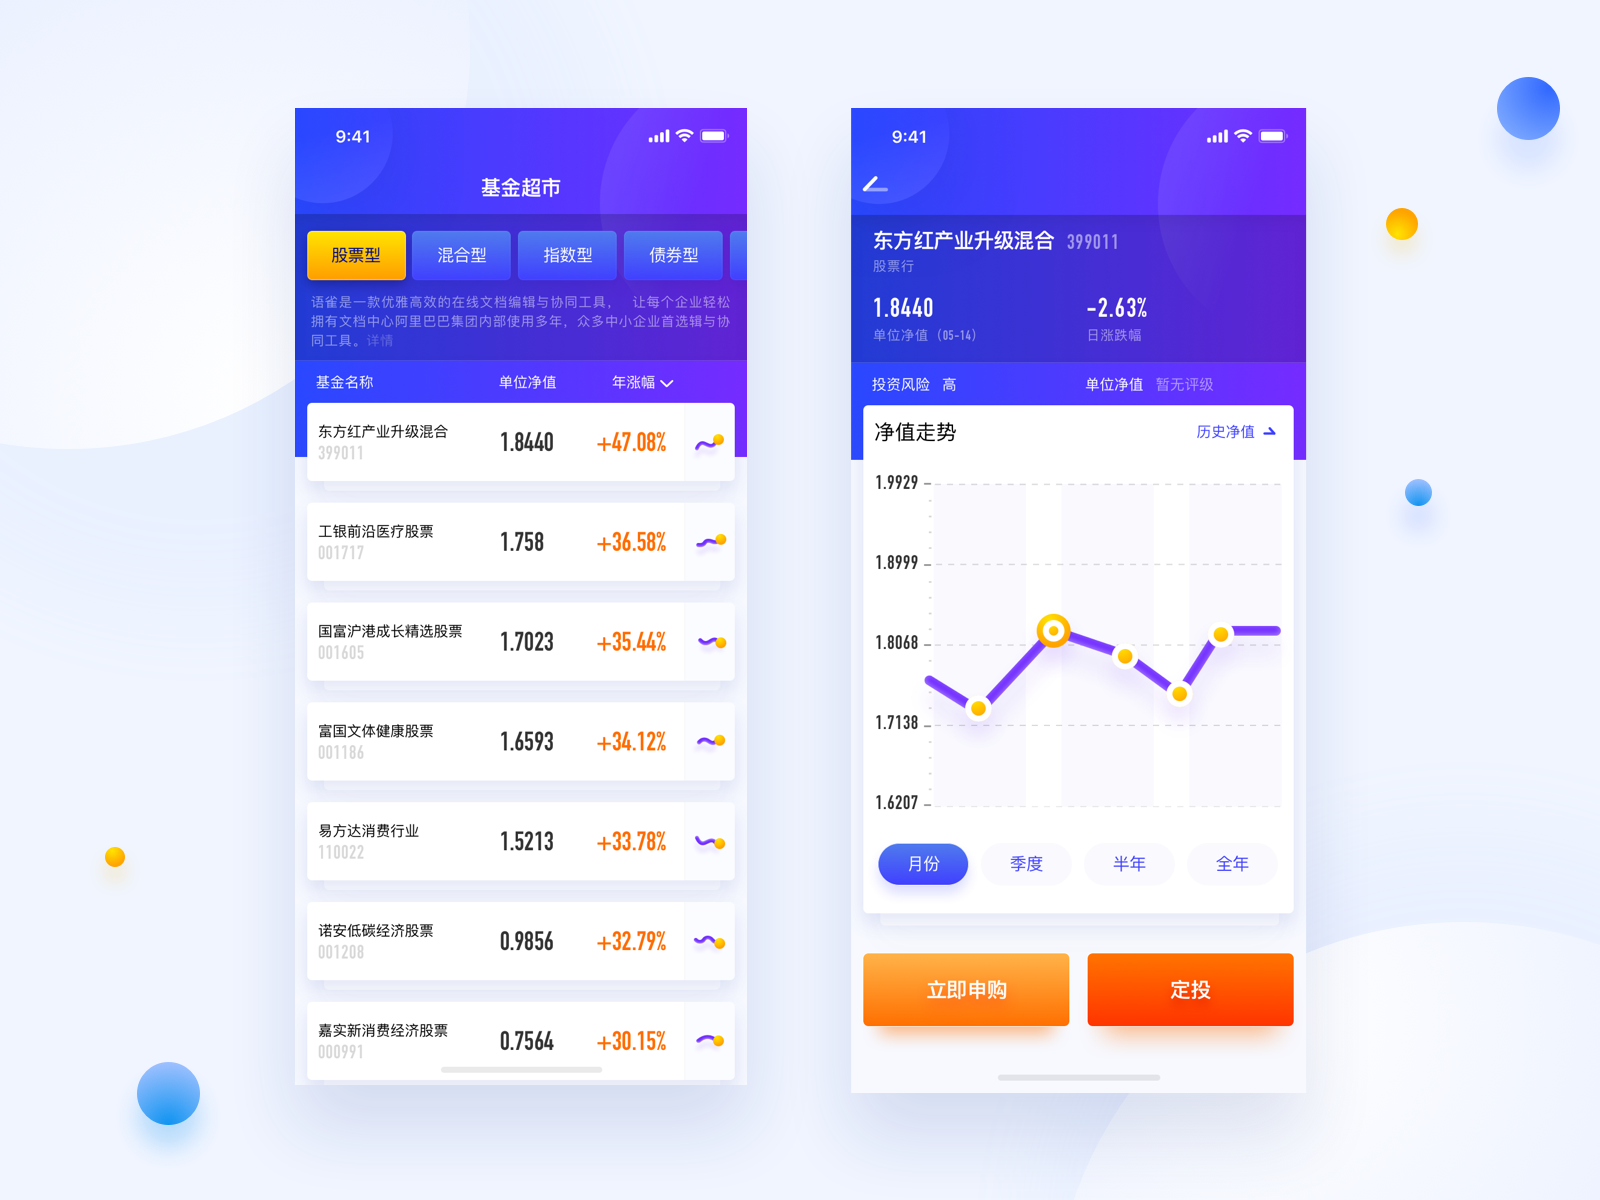 9:41
基金超市
股票型 混合型 指数型 债券型
语雀是一款优雅高效的在线文档编辑与协同工具， 让每个企业轻松
拥有文档中心阿里巴巴集团内部使用多年，众多中小企业首选辑与协
同工具。详情
基金名称 单位净值 年涨幅
东方红产业升级混合 1.8440 +47.08%
399011
工银前沿医疗股票 1.758 +36.58%
001717
国富沪港成长精选股票 1.7023 +35.44%
001605
富国文体健康股票 1.6593 +34.12%
001186
易方达消费行业 1.5213 +33.78%
110022
诺安低碳经济股票 0.9856 +32.79%
001208
嘉实新消费经济股票 0.7564 +30.15%
000991
9:41
东方红产业升级混合 399011
股票行
1.8440 -2.63%
单位净值（05-14） 日涨跌幅
投资风险 高 单位净值 暂无评级
净值走势 历史净值
1.9929
1.8999
1.8068
1.7138
1.6207
月份 季度 半年 全年
立即申购 定投